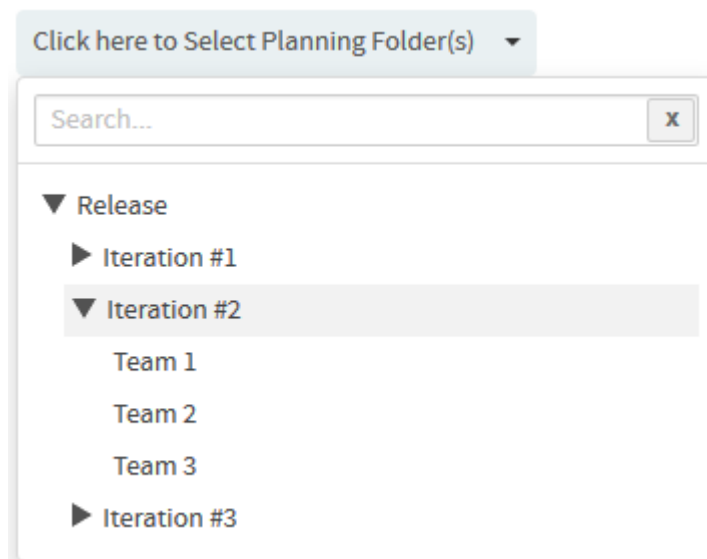 Click here to Select Planning Folder(s)
Search...
x
Release
Iteration #1
Iteration #2
Team 1
Team 2
Team 3
Iteration #3